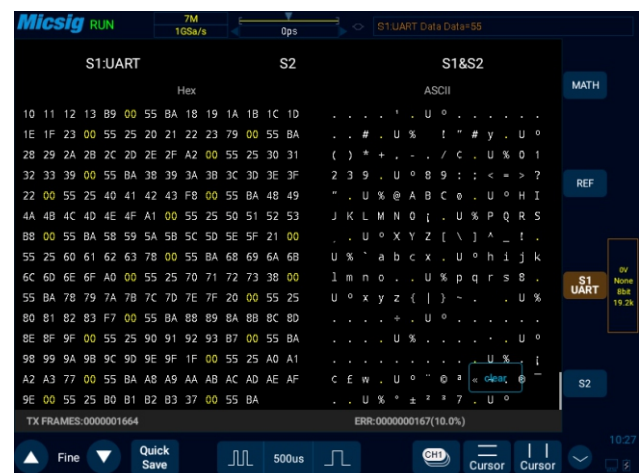 Micsig RUN 7M 1GSa/s 0ps S1:UART Data Data=55
S1:UART S2 S1&S2
Hex ASCII
10 11 12 13 B9 00 55 BA 18 19 1A 1B 1C 1D . . . . ¹ . U º . . . . . .
1E 1F 23 00 55 25 20 21 22 23 79 00 55 BA . . # . U % ! " # y . U º
28 29 2A 2B 2C 2D 2E 2F A2 00 55 25 30 31 ( ) * + , - . / ¢ . U % 0 1
32 33 39 00 55 BA 38 39 3A 3B 3C 3D 3E 3F 2 3 9 . U º 8 9 : ; < = > ?
22 00 55 25 40 41 42 43 F8 00 55 BA 48 49 " . U % @ A B C ø . U º H I
4A 4B 4C 4D 4E 4F A1 00 55 25 50 51 52 53 J K L M N O ¡ . U % P Q R S
B8 00 55 BA 58 59 5A 5B 5C 5D 5E 5F 21 00 ¸ . U º X Y Z [ \ ] ^ _ ! .
55 25 60 61 62 63 78 00 55 BA 68 69 6A 6B U % ` a b c x . U º h i j k
6C 6D 6E 6F A0 00 55 25 70 71 72 73 38 00 l m n o . . U % p q r s 8 .
55 BA 78 79 7A 7B 7C 7D 7E 7F 20 00 55 25 U º x y z { | } ~ . . U %
80 81 82 83 F7 00 55 BA 88 89 8A 8B 8C 8D . . . . ÷ . U º . . . . . .
8E 8F 9F 00 55 25 90 91 92 93 B7 00 55 BA . . . . U % . . . . · . U º
98 99 9A 9B 9C 9D 9E 9F 1F 00 55 25 A0 A1 . . . . . . . . . . U % . ¡
A2 A3 77 00 55 BA A8 A9 AA AB AC AD AE AF ¢ £ w . U º ¨ © ª « clear ® ¯
9E 00 55 25 B0 B1 B2 B3 37 00 55 BA . . U % ° ± ² ³ 7 . U º
TX FRAMES:0000001664 ERR:0000000167(10.0%)
MATH
REF
S1
UART
0V
None
8bit
19.2k
S2
10:27
Fine Quick Save 500us CH1 Cursor Cursor